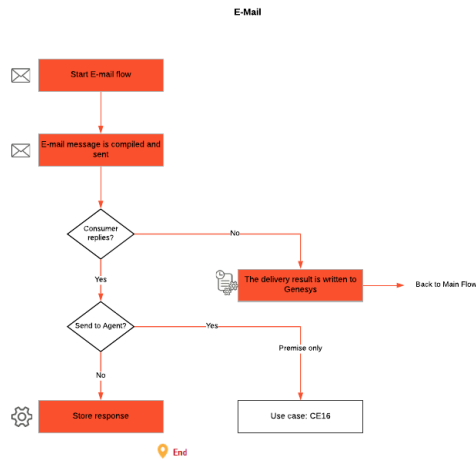 E-Mail
Start E-mail flow
E-mail message is compiled and
sent
Consumer
replies?
No
Yes
The delivery result is written to
Genesys
Back to Main Flow
Send to Agent?
Yes
Premise only
No
Store response
Use case: CE16
End